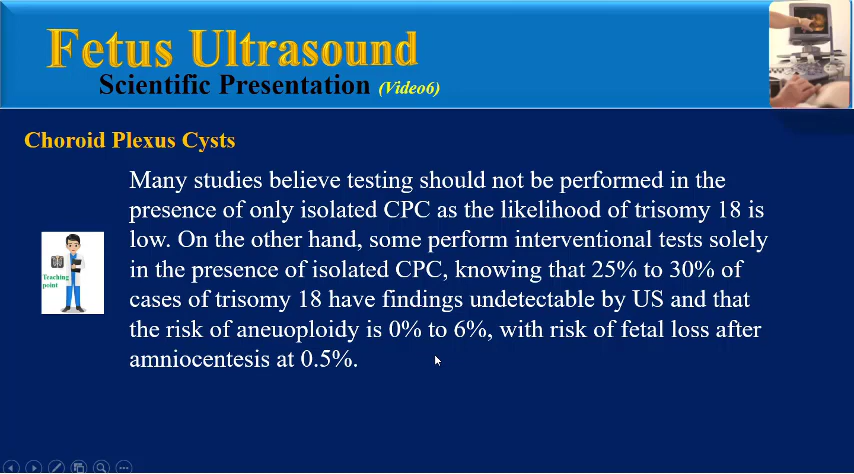 Fetus Ultrasound
Scientific Presentation (Video6)
Choroid Plexus Cysts
Many studies believe testing should not be performed in the
presence of only isolated CPC as the likelihood of trisomy 18 is
low. On the other hand, some perform interventional tests solely
in the presence of isolated CPC, knowing that 25% to 30% of
cases of trisomy 18 have findings undetectable by US and that
the risk of aneuoploidy is 0% to 6%, with risk of fetal loss after
amniocentesis at 0.5%.
Teaching
point